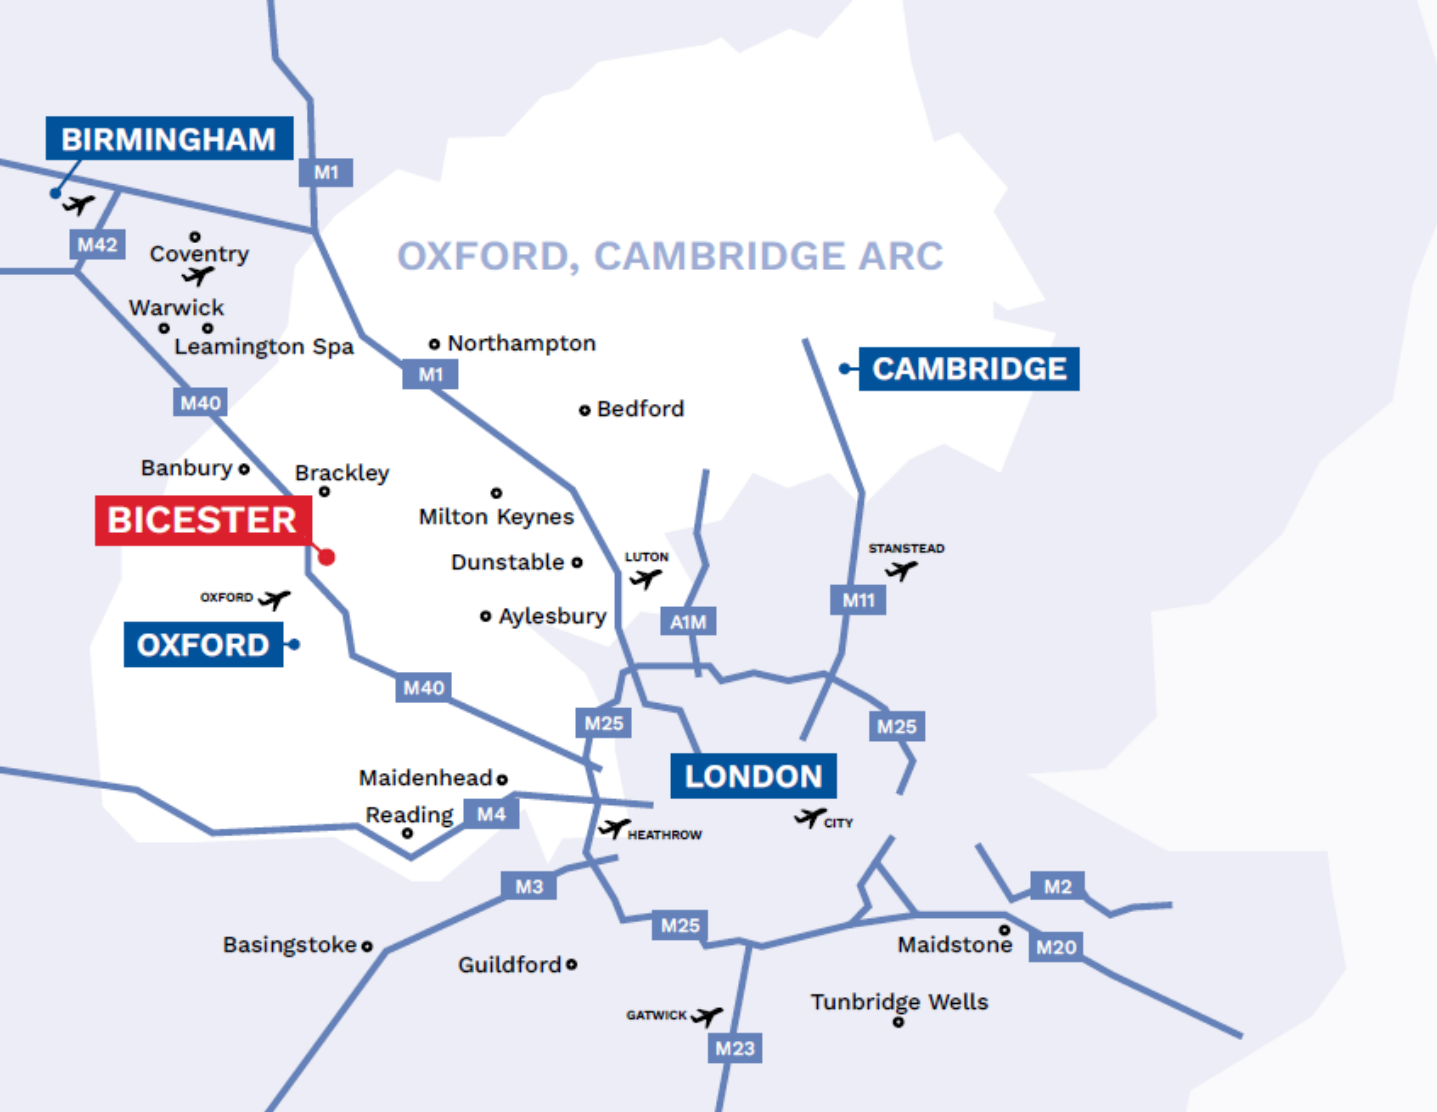 BIRMINGHAM
M1
M42
Coventry
OXFORD, CAMBRIDGE ARC
Warwick
Leamington Spa
Northampton
M1
CAMBRIDGE
M40
Bedford
Banbury
Brackley
BICESTER
Milton Keynes
STANSTEAD
LUTON
Dunstable
OXFORD
M11
Aylesbury
A1M
OXFORD
M40
M25
M25
Maidenhead
LONDON
Reading
M4
HEATHROW
CITY
M3
M2
M25
Basingstoke
Maidstone
M20
Guildford
Tunbridge Wells
GATWICK
M23